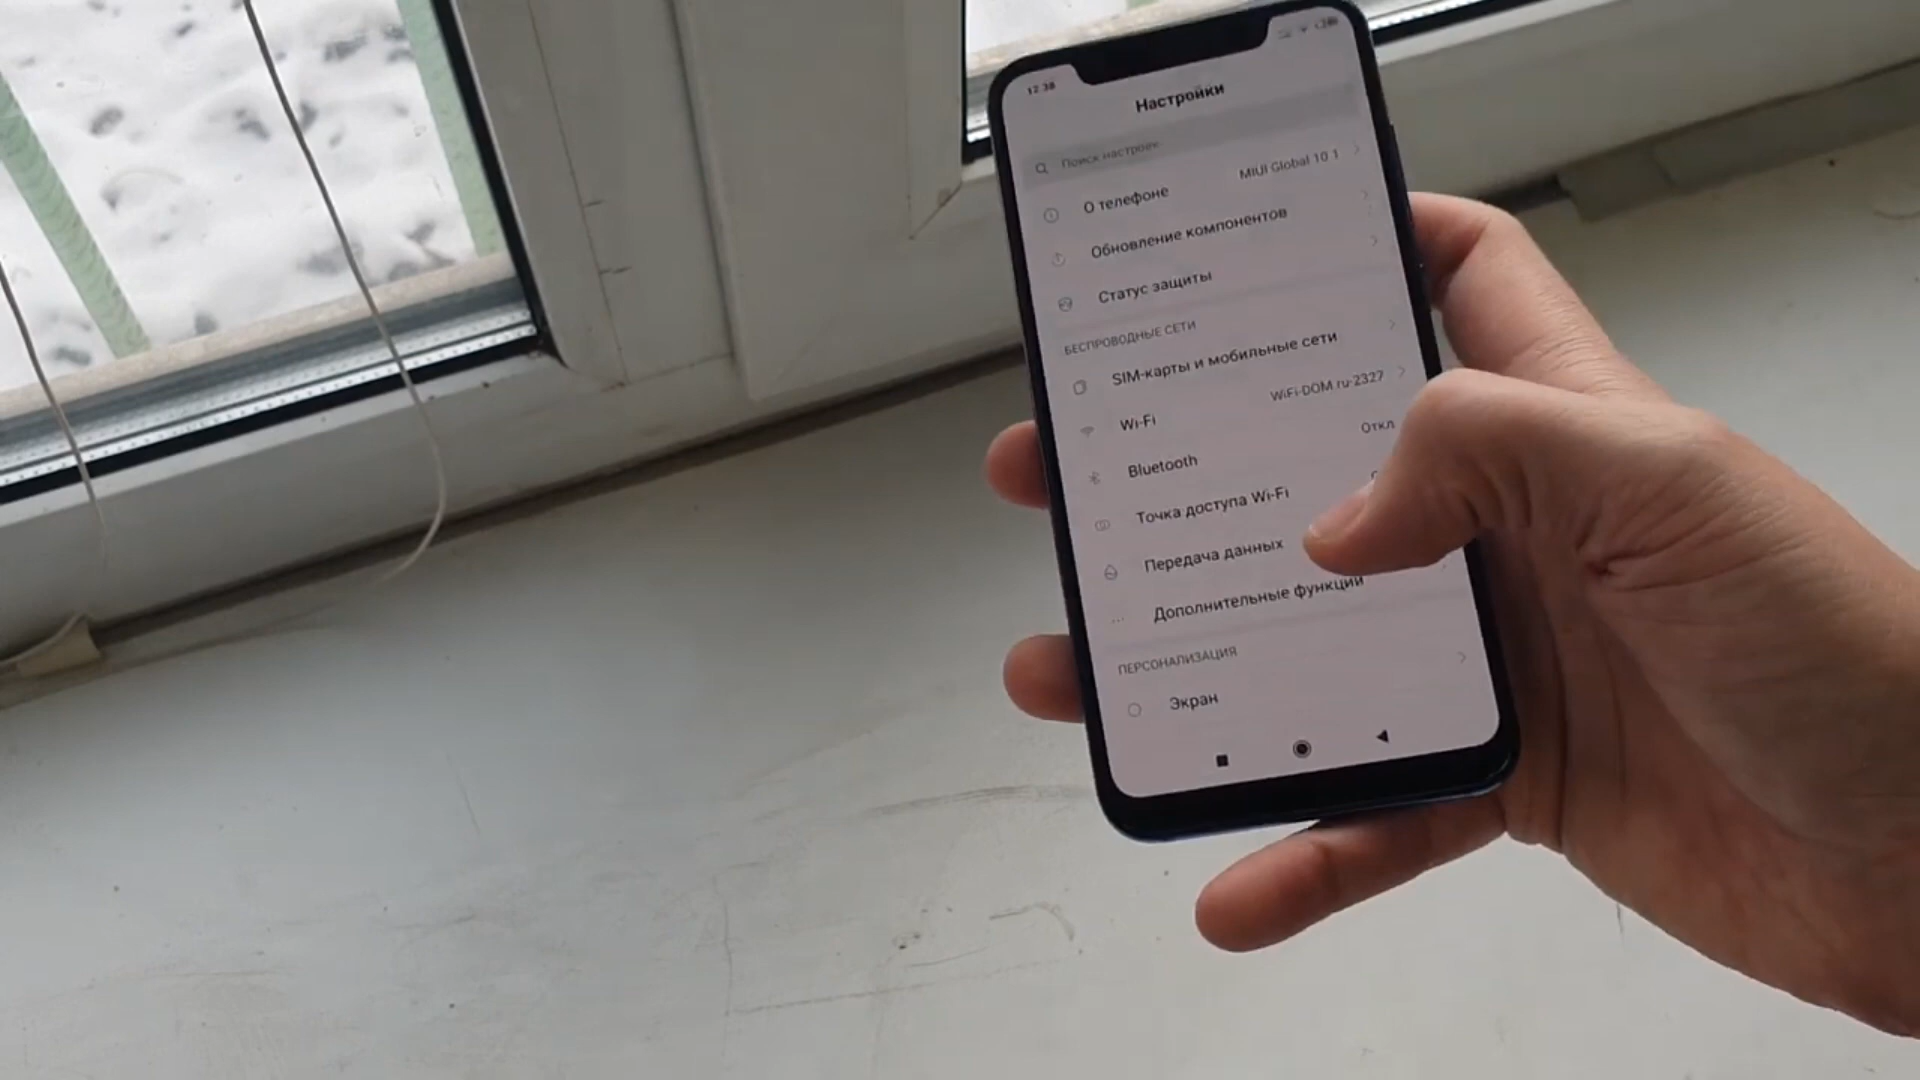 12:38
Настройки
Поиск настроек
О телефоне MIUI Global 10.1
Обновление компонентов
Статус защиты
БЕСПРОВОДНЫЕ СЕТИ
SIM-карты и мобильные сети
Wi-Fi WiFi-DOM.ru-2327
Bluetooth Откл
Точка доступа Wi-Fi
Передача данных
Дополнительные функции
ПЕРСОНАЛИЗАЦИЯ
Экран